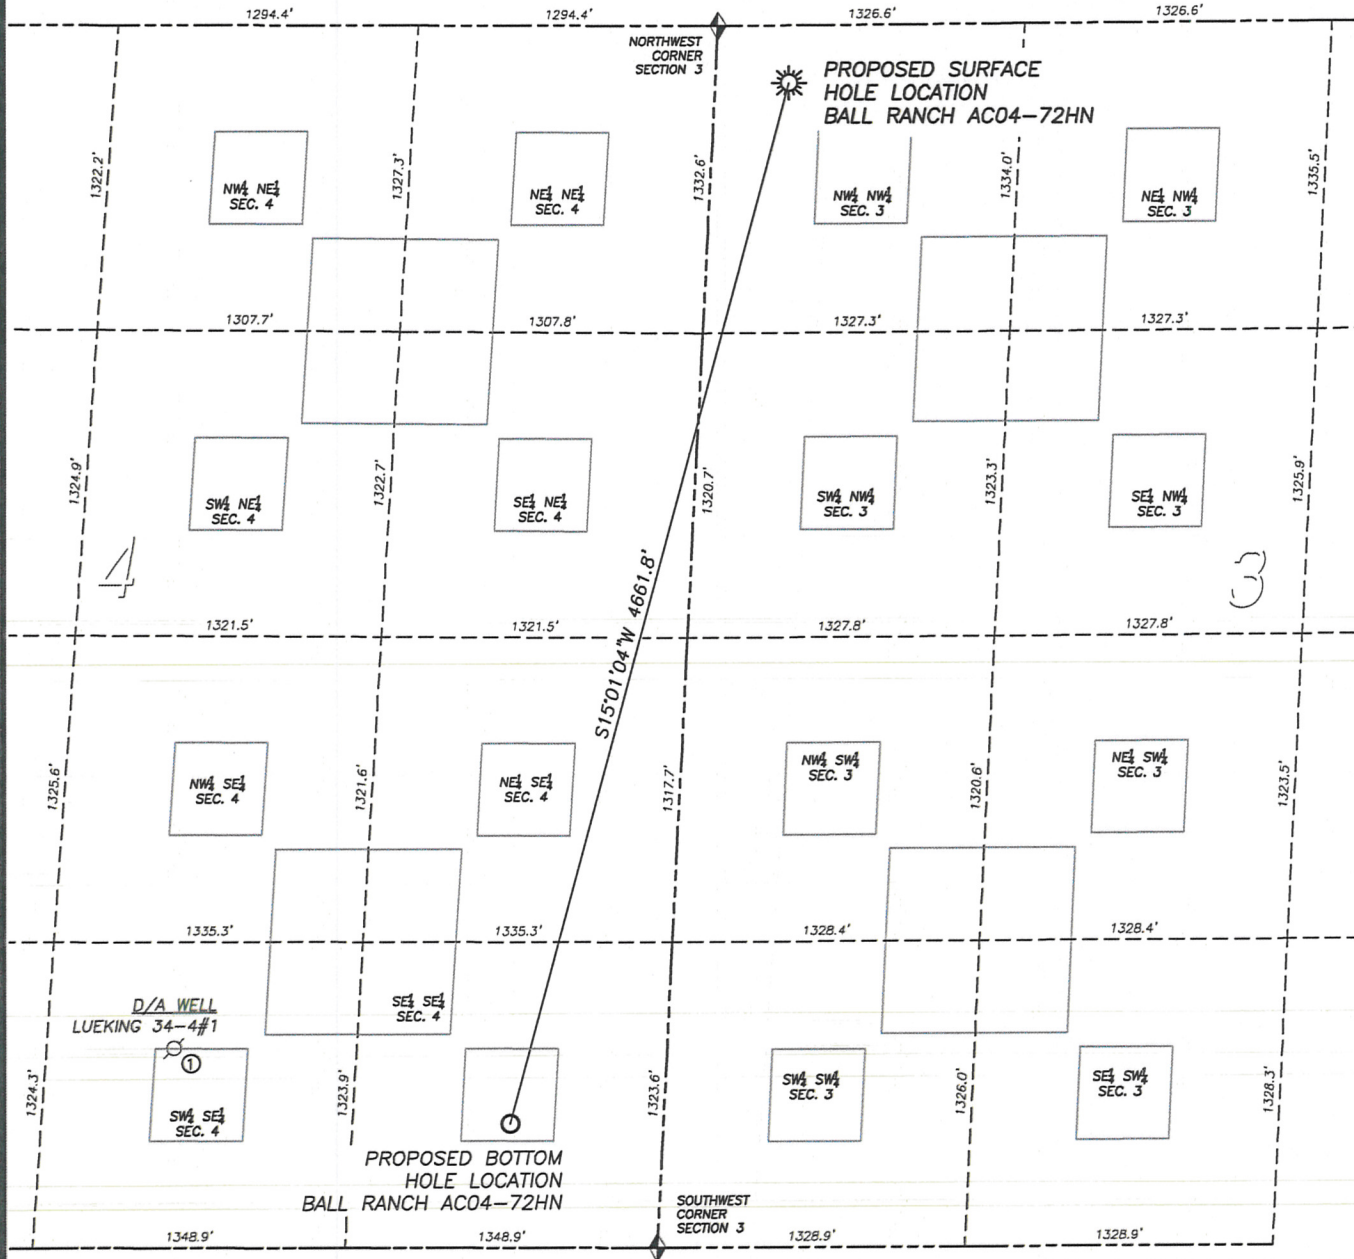 1294.4'
1294.4'
1326.6'
1326.6'
NORTHWEST
CORNER
SECTION 3
PROPOSED SURFACE
HOLE LOCATION
BALL RANCH AC04-72HN
1322.2'
1327.3'
1332.6'
1334.0'
1335.5'
NW¼ NE¼
SEC. 4
NE¼ NE¼
SEC. 4
NW¼ NW¼
SEC. 3
NE¼ NW¼
SEC. 3
1307.7'
1307.8'
1327.3'
1327.3'
1324.9'
1322.7'
1320.7'
1323.3'
1325.9'
SW¼ NE¼
SEC. 4
SE¼ NE¼
SEC. 4
SW¼ NW¼
SEC. 3
SE¼ NW¼
SEC. 3
4
3
S15°01'04"W 4661.8'
1321.5'
1321.5'
1327.8'
1327.8'
1325.6'
1321.6'
1317.7'
1320.6'
1323.5'
NW¼ SE¼
SEC. 4
NE¼ SE¼
SEC. 4
NW¼ SW¼
SEC. 3
NE¼ SW¼
SEC. 3
1335.3'
1335.3'
1328.4'
1328.4'
D/A WELL
LUEKING 34-4#1
①
SE¼ SE¼
SEC. 4
1324.3'
1323.9'
1323.6'
1326.0'
1328.3'
SW¼ SE¼
SEC. 4
SW¼ SW¼
SEC. 3
SE¼ SW¼
SEC. 3
PROPOSED BOTTOM
HOLE LOCATION
BALL RANCH AC04-72HN
SOUTHWEST
CORNER
SECTION 3
1348.9'
1348.9'
1328.9'
1328.9'